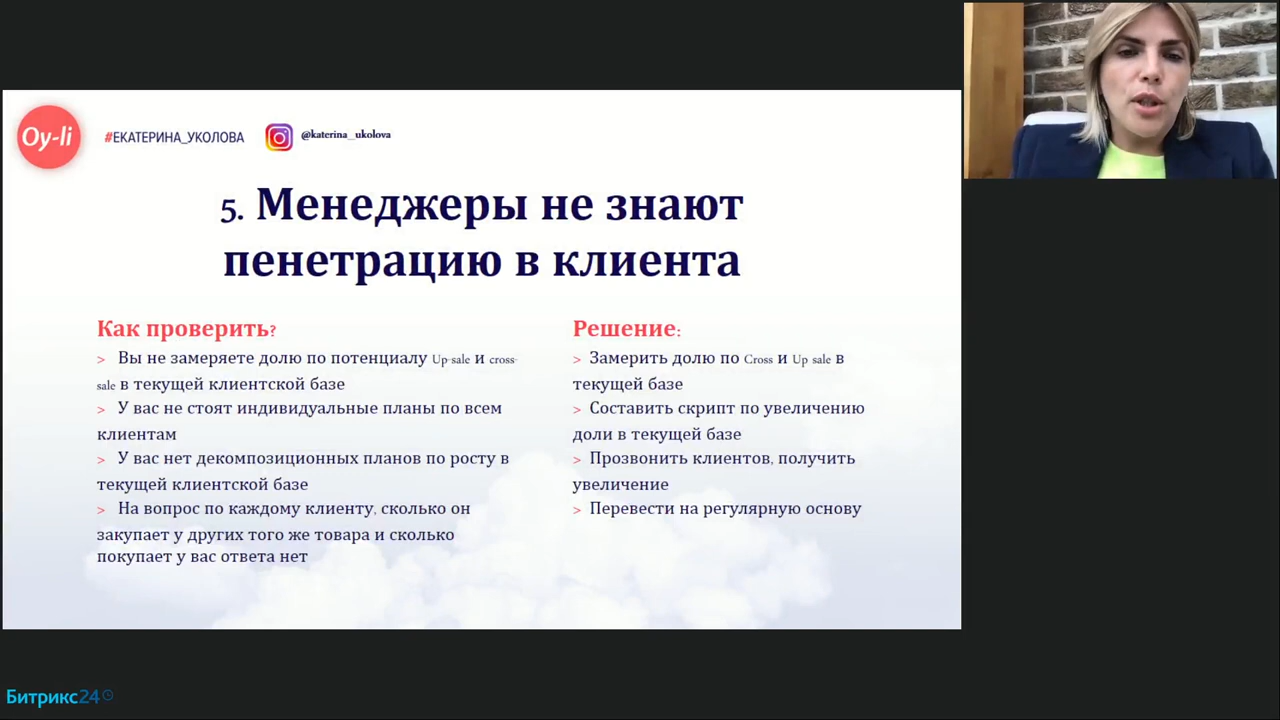 Oy-li
#ЕКАТЕРИНА_УКОЛОВА
@katerina_ukolova
5. Менеджеры не знают
пенетрацию в клиента
Как проверить?
> Вы не замеряете долю по потенциалу Up-sale и cross-
sale в текущей клиентской базе
> У вас не стоят индивидуальные планы по всем
клиентам
> У вас нет декомпозиционных планов по росту в
текущей клиентской базе
> На вопрос по каждому клиенту, сколько он
закупает у других того же товара и сколько
покупает у вас ответа нет
Решение:
> Замерить долю по Cross и Up sale в
текущей базе
> Составить скрипт по увеличению
доли в текущей базе
> Прозвонить клиентов, получить
увеличение
> Перевести на регулярную основу
Битрикс24